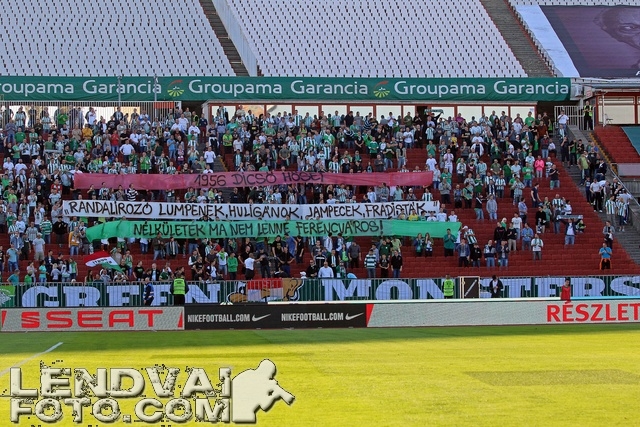 Groupama Garancia Groupama Garancia Groupama Garancia
1956 DICSŐ HŐSEI
RANDALÍROZÓ LUMPENEK, HULIGÁNOK, JAMPECEK, FRADISTÁK
NÉLKÜLETEK MA NEM LENNE FERENCVÁROS!
GREEN MONSTERS
SEAT
NIKEFOOTBALL.COM NIKEFOOTBALL.COM
RÉSZLET
LENDVAI
FOTO.COM